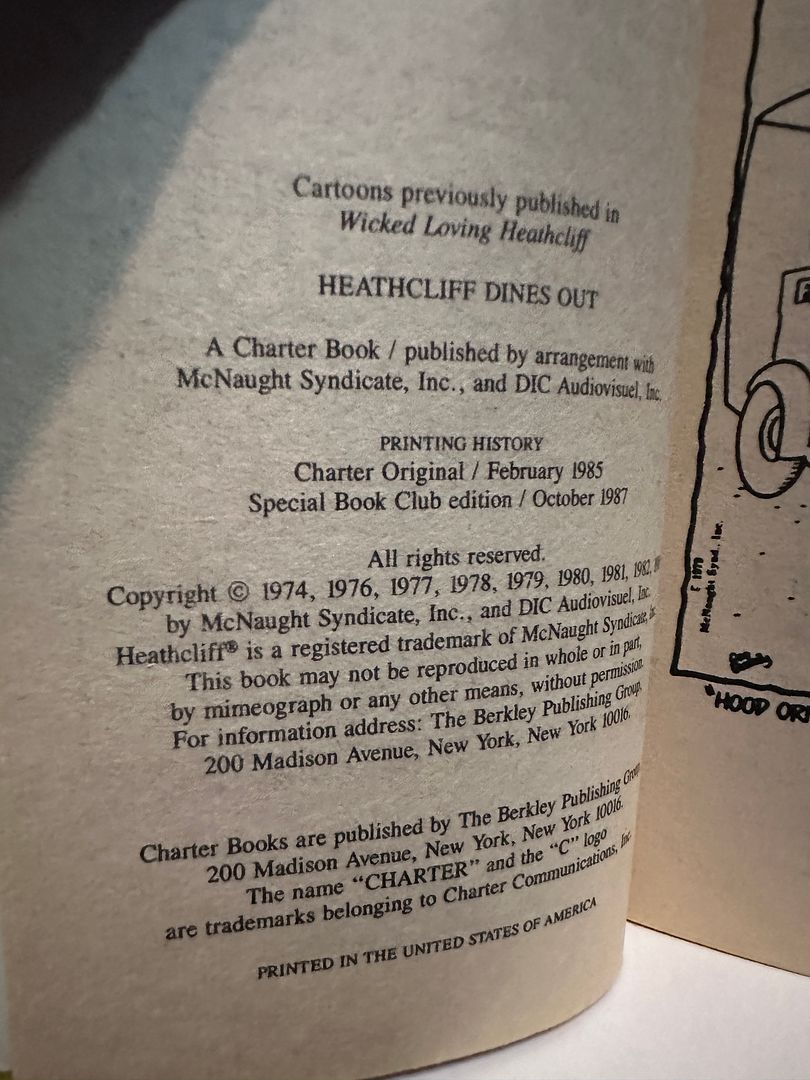 Cartoons previously published in
Wicked Loving Heathcliff
HEATHCLIFF DINES OUT
A Charter Book / published by arrangement with
McNaught Syndicate, Inc., and DIC Audiovisuel, Inc.
PRINTING HISTORY
Charter Original / February 1985
Special Book Club edition / October 1987
All rights reserved.
Copyright © 1974, 1976, 1977, 1978, 1979, 1980, 1981, 1982,
by McNaught Syndicate, Inc., and DIC Audiovisuel, Inc.
Heathcliff® is a registered trademark of McNaught Syndicate, Inc.
This book may not be reproduced in whole or in part,
by mimeograph or any other means, without permission.
For information address: The Berkley Publishing Group,
200 Madison Avenue, New York, New York 10016.
Charter Books are published by The Berkley Publishing Group,
200 Madison Avenue, New York, New York 10016.
The name “CHARTER” and the “C” logo
are trademarks belonging to Charter Communications, Inc.
PRINTED IN THE UNITED STATES OF AMERICA
1979
McNaught Synd., Inc.
"HOOD